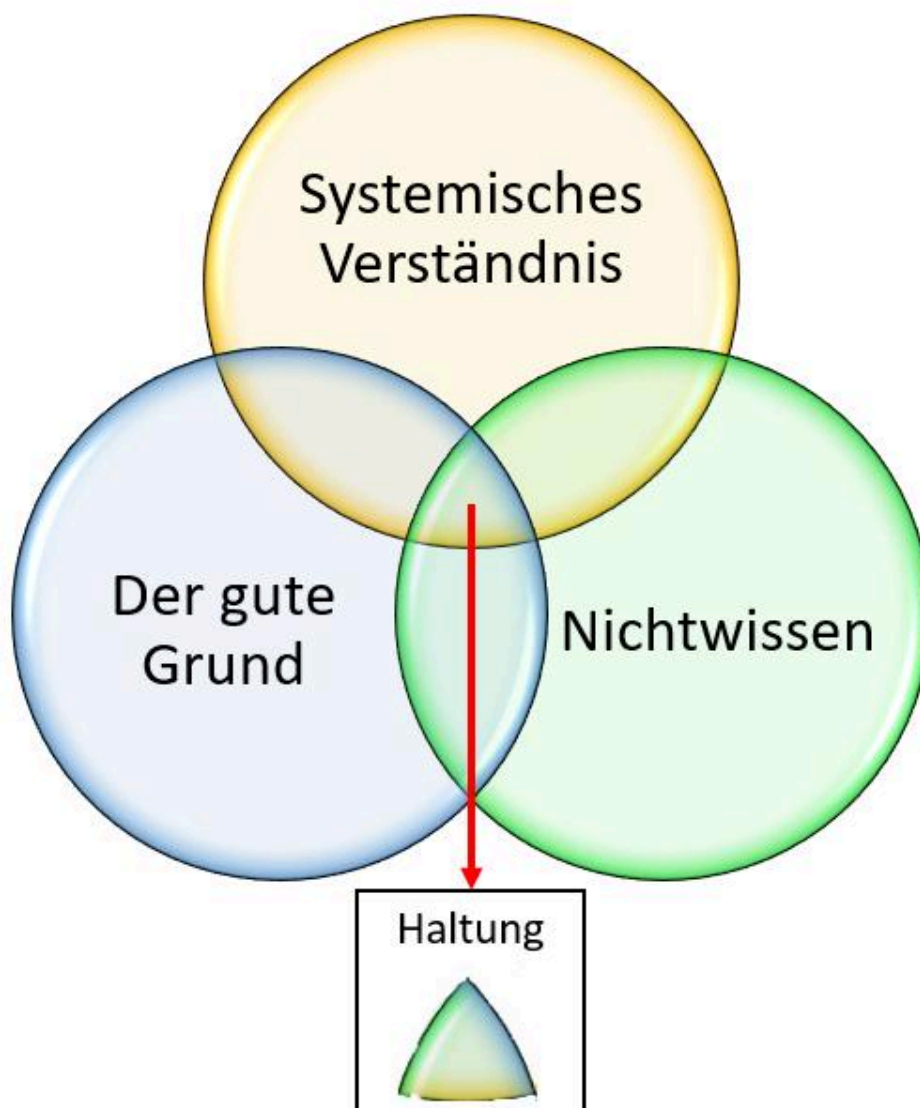 Systemisches
Verständnis
Der gute
Grund
Nichtwissen
Haltung